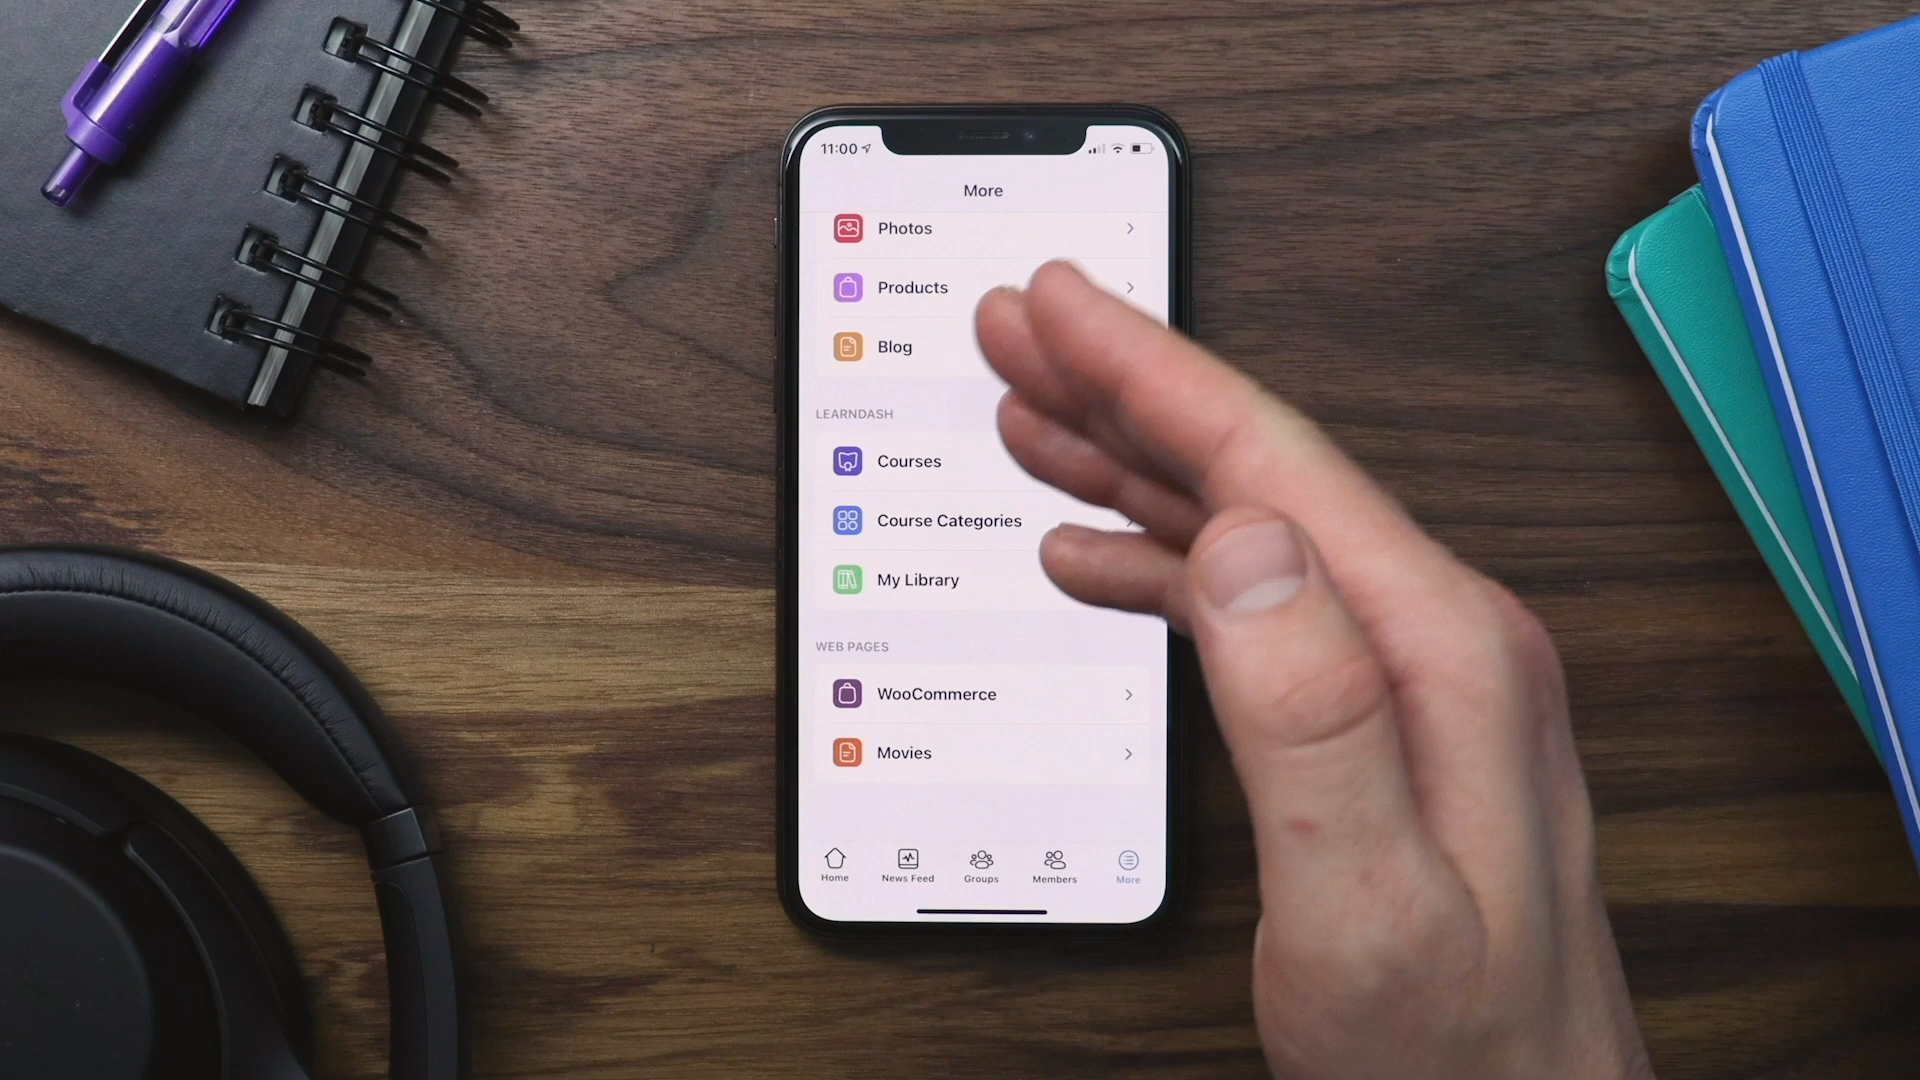 11:00
More
Photos
Products
Blog
LEARNDASH
Courses
Course Categories
My Library
WEB PAGES
WooCommerce
Movies
Home
News Feed
Groups
Members
More